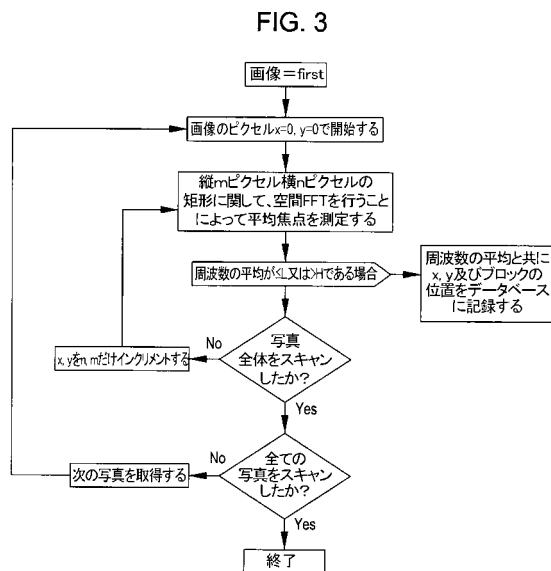 FIG. 3
画像＝first
画像のピクセルx=0, y=0で開始する
縦mピクセル横nピクセルの
矩形に関して、空間FFTを行うこと
によって平均焦点を測定する
周波数の平均が<L又は>Hである場合
周波数の平均と共に
x, y及びブロックの
位置をデータベース
に記録する
写真
全体をスキャン
したか?
No
x, yをn, mだけインクリメントする
Yes
全ての
写真をスキャン
したか?
No
次の写真を取得する
Yes
終了